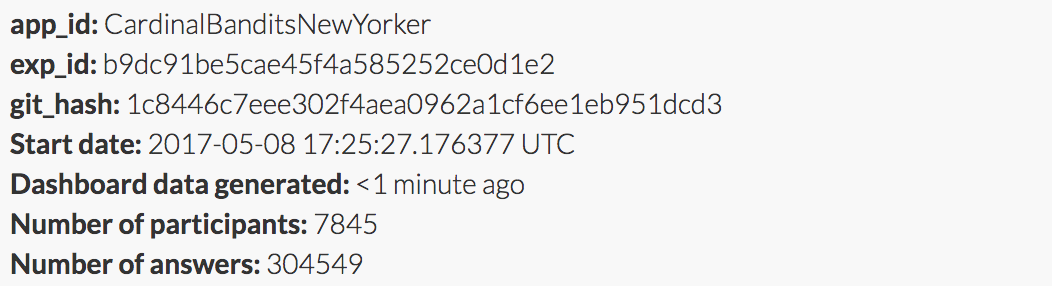 app_id: CardinalBanditsNewYorker
exp_id: b9dc91be5cae45f4a585252ce0d1e2
git_hash: 1c8446c7eee302f4aea0962a1cf6ee1eb951dcd3
Start date: 2017-05-08 17:25:27.176377 UTC
Dashboard data generated: <1 minute ago
Number of participants: 7845
Number of answers: 304549